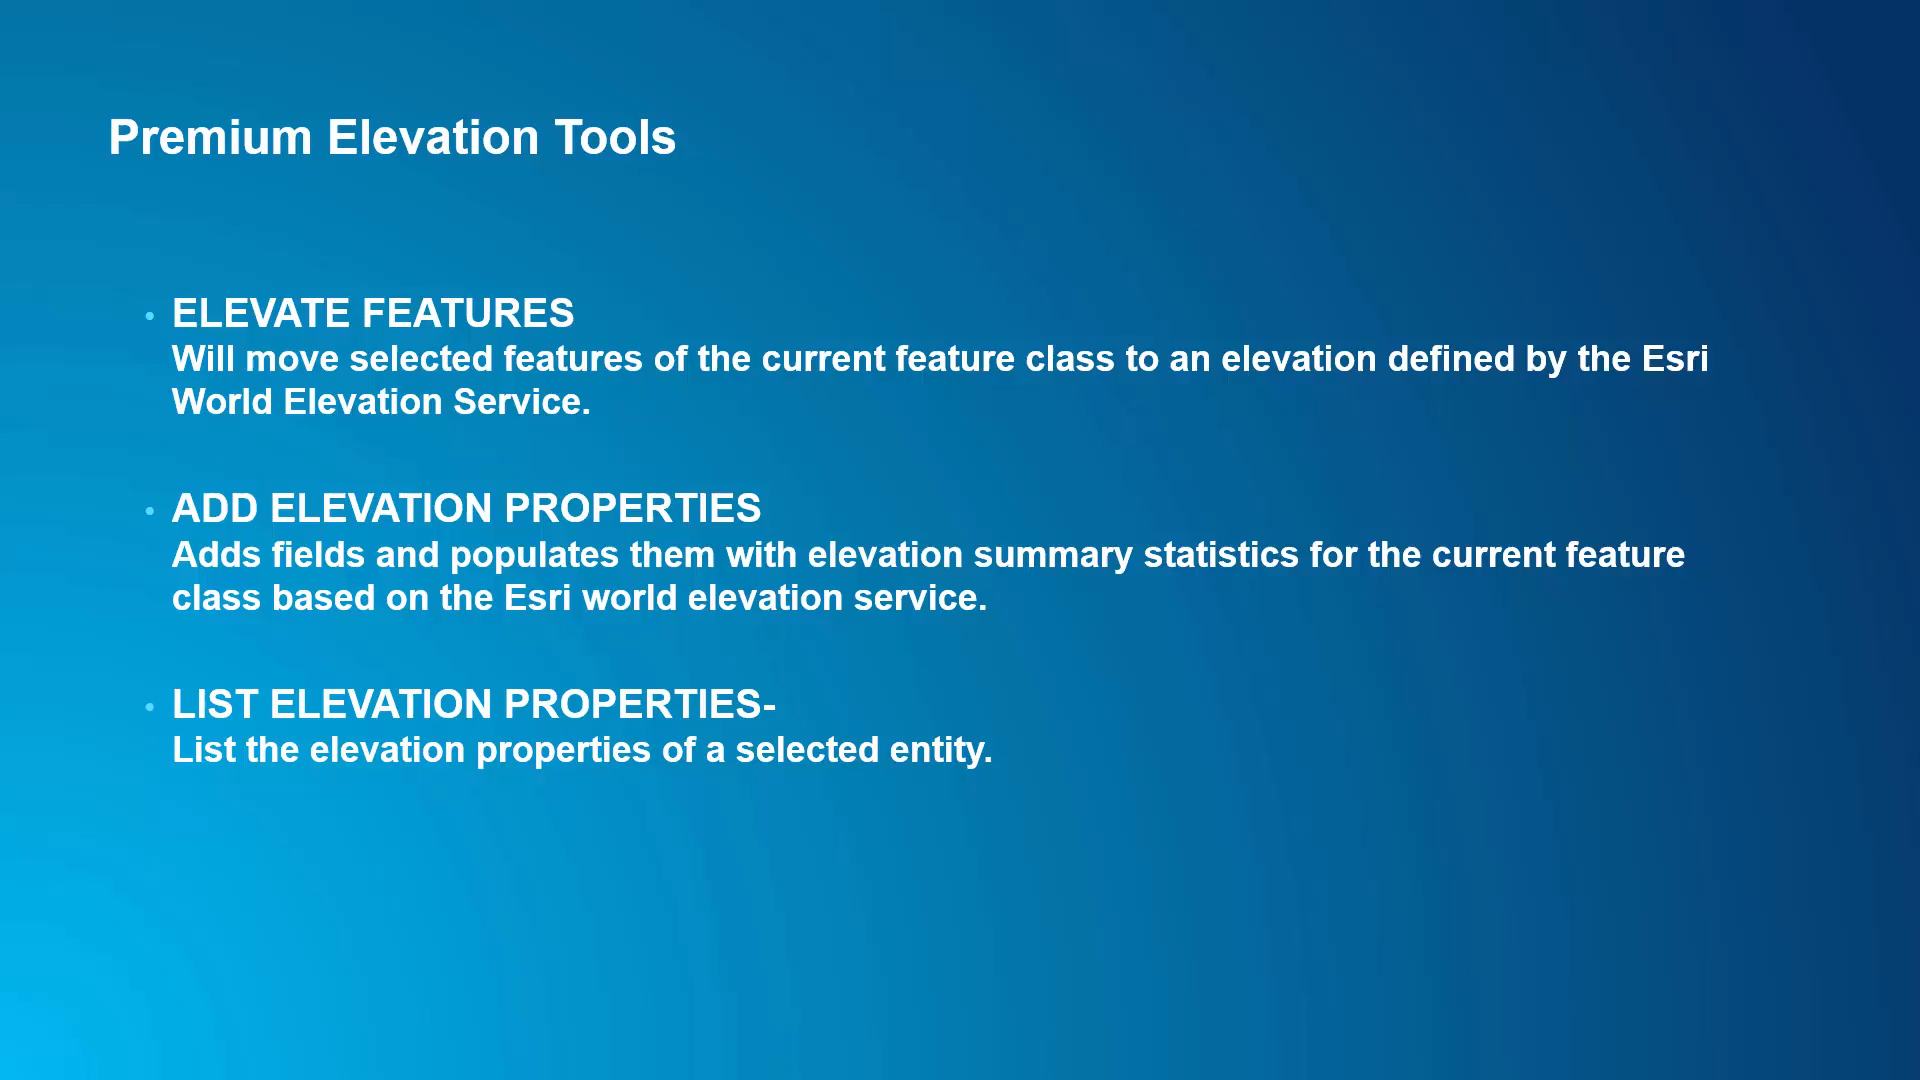 Premium Elevation Tools
• ELEVATE FEATURES
Will move selected features of the current feature class to an elevation defined by the Esri
World Elevation Service.
• ADD ELEVATION PROPERTIES
Adds fields and populates them with elevation summary statistics for the current feature
class based on the Esri world elevation service.
• LIST ELEVATION PROPERTIES-
List the elevation properties of a selected entity.